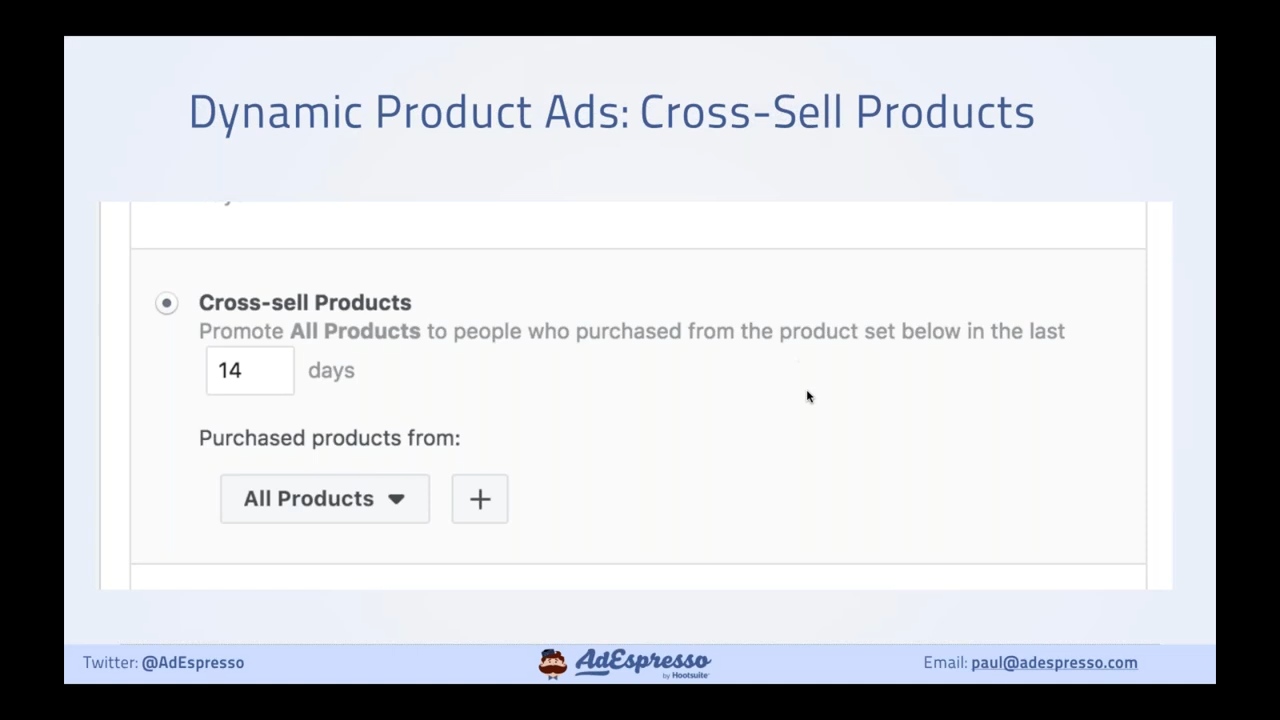 Dynamic Product Ads: Cross-Sell Products
Cross-sell Products
Promote All Products to people who purchased from the product set below in the last
14 days
Purchased products from:
All Products
Twitter: @AdEspresso
AdEspresso
by Hootsuite
Email: paul@adespresso.com